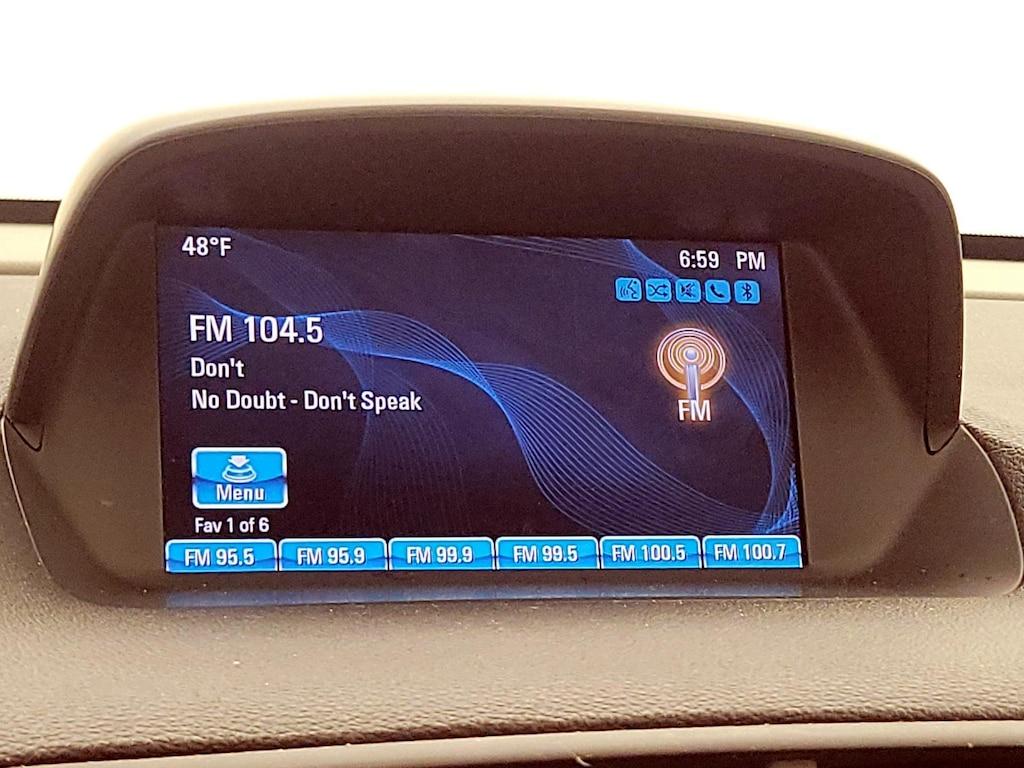 48°F
6:59 PM
FM 104.5
Don't
No Doubt - Don't Speak
FM
Menu
Fav 1 of 6
FM 95.5 FM 95.9 FM 99.9 FM 99.5 FM 100.5 FM 100.7